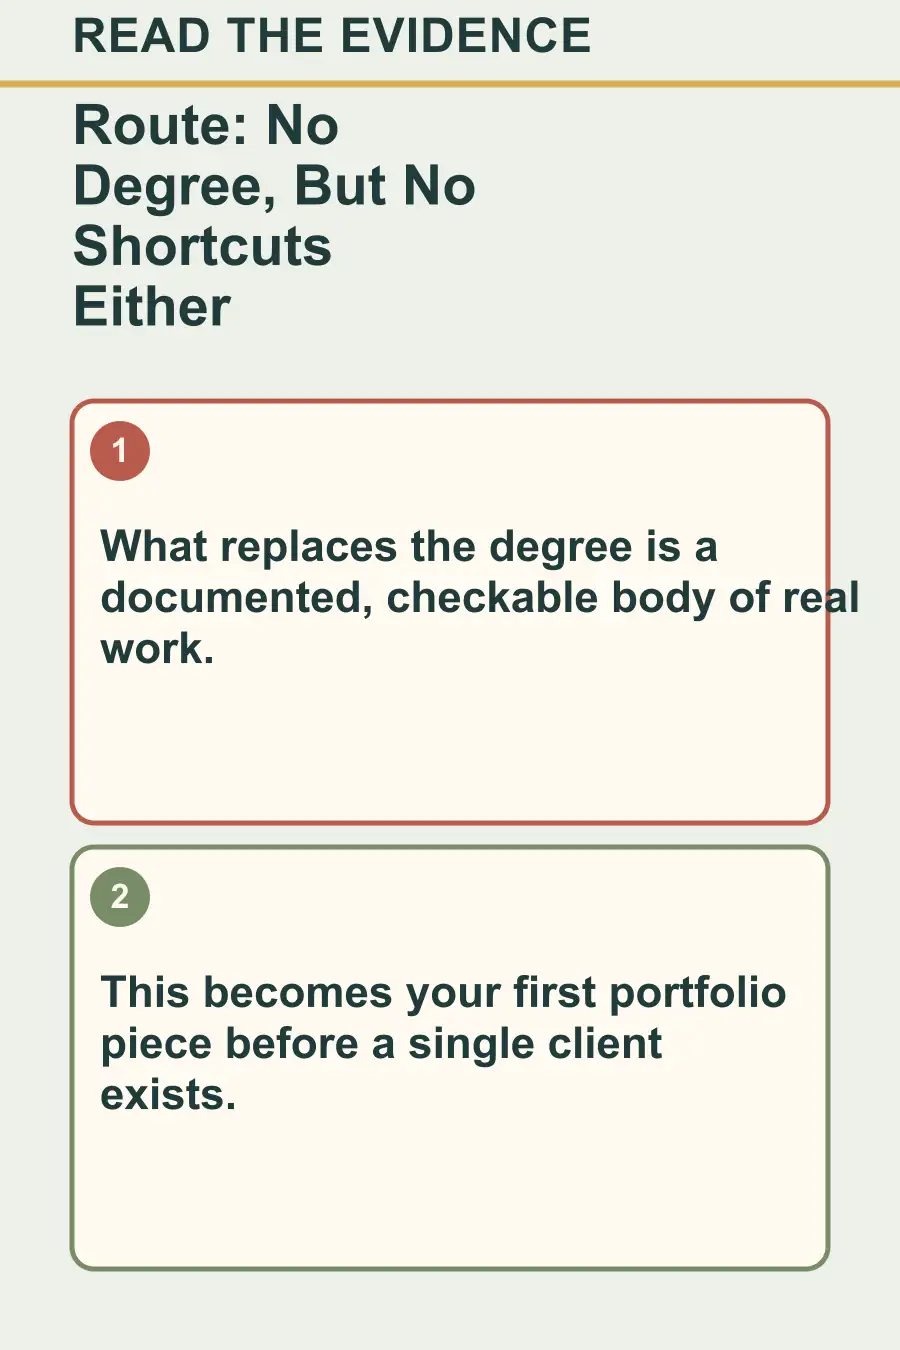 READ THE EVIDENCE
Route: No
Degree, But No
Shortcuts
Either
1
What replaces the degree is a
documented, checkable body of real
work.
2
This becomes your first portfolio
piece before a single client
exists.